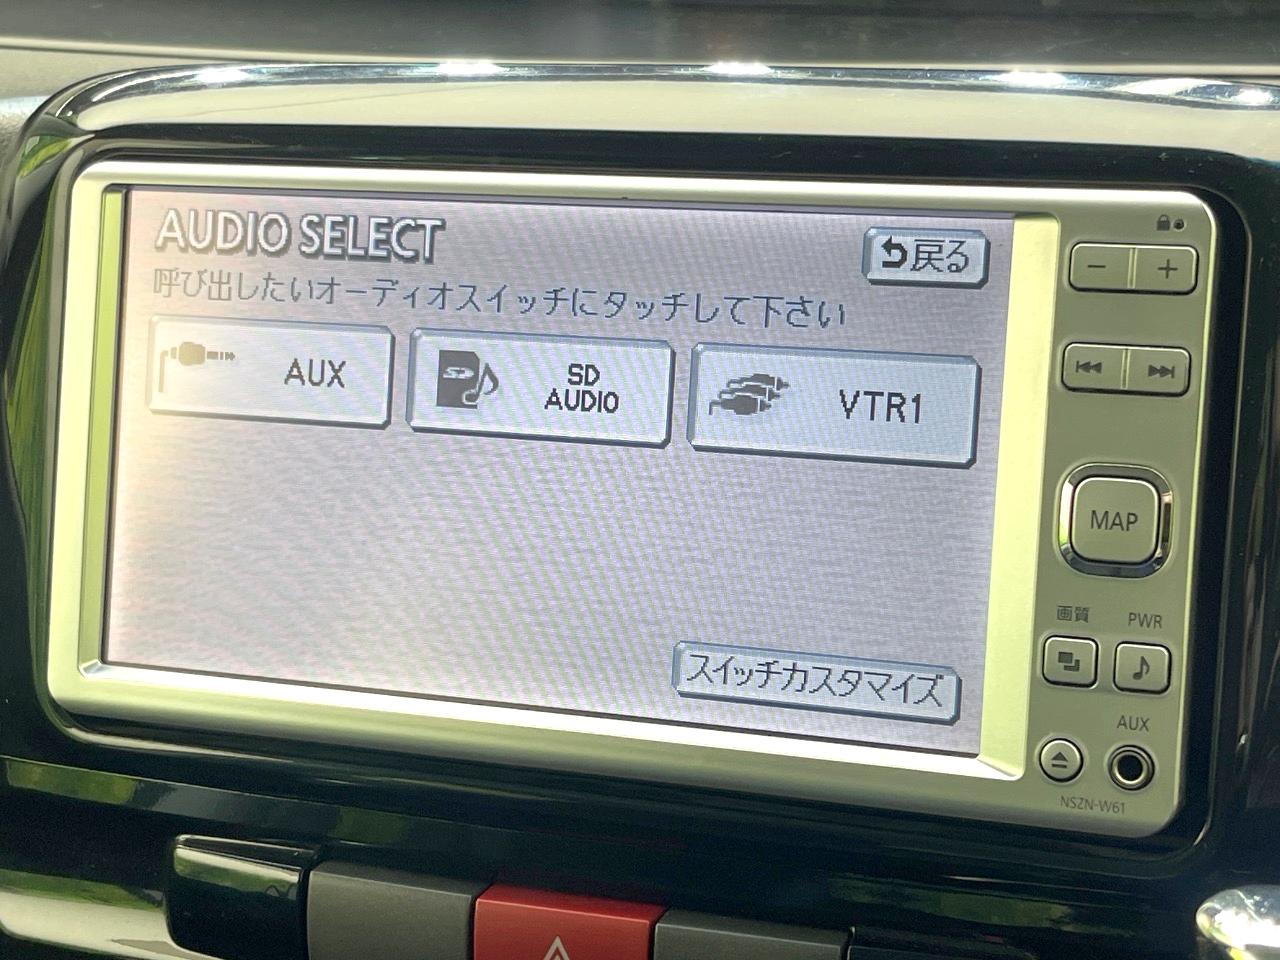 AUDIO SELECT
戻る
呼び出したいオーディオスイッチにタッチして下さい
AUX
SD
SD
AUDIO
VTR1
スイッチカスタマイズ
MAP
画質
PWR
AUX
NSZN-W61